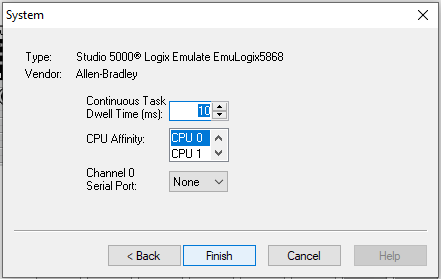 System
Type: Studio 5000® Logix Emulate EmuLogix5868
Vendor: Allen-Bradley
Continuous Task
Dwell Time (ms): 10
CPU Affinity: CPU 0
CPU 1
Channel 0
Serial Port: None
< Back Finish Cancel Help